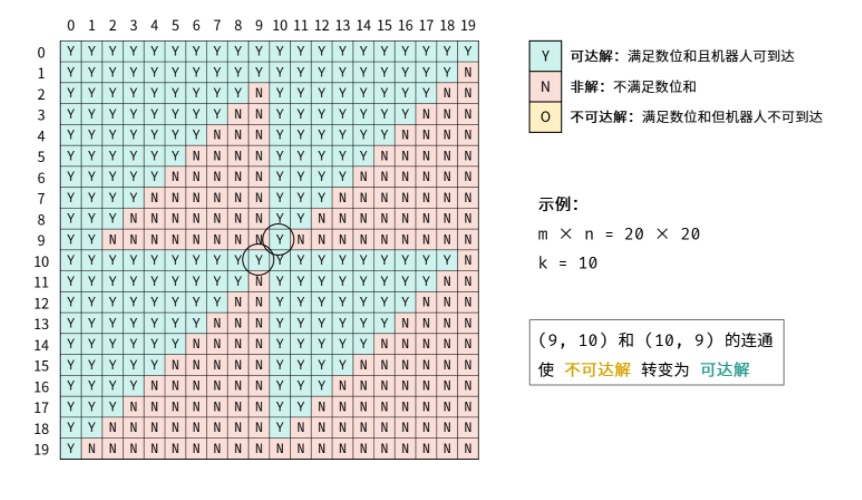 0 1 2 3 4 5 6 7 8 9 10 11 12 13 14 15 16 17 18 19
0 Y Y Y Y Y Y Y Y Y Y Y Y Y Y Y Y Y Y Y Y
1 Y Y Y Y Y Y Y Y Y Y Y Y Y Y Y Y Y Y Y N
2 Y Y Y Y Y Y Y Y Y N Y Y Y Y Y Y Y Y N N
3 Y Y Y Y Y Y Y Y N N Y Y Y Y Y Y Y N N N
4 Y Y Y Y Y Y Y N N N Y Y Y Y Y Y N N N N
5 Y Y Y Y Y Y N N N N Y Y Y Y Y N N N N N
6 Y Y Y Y Y N N N N N Y Y Y Y N N N N N N
7 Y Y Y Y N N N N N N Y Y Y N N N N N N N
8 Y Y Y N N N N N N N Y Y N N N N N N N N
9 Y Y N N N N N N N N Y N N N N N N N N N
10 Y Y Y Y Y Y Y Y Y Y Y Y Y Y Y Y Y Y Y N
11 Y Y Y Y Y Y Y Y Y N Y Y Y Y Y Y Y Y N N
12 Y Y Y Y Y Y Y Y N N Y Y Y Y Y Y Y N N N
13 Y Y Y Y Y Y Y N N N Y Y Y Y Y Y N N N N
14 Y Y Y Y Y Y N N N N Y Y Y Y Y N N N N N
15 Y Y Y Y Y N N N N N Y Y Y Y N N N N N N
16 Y Y Y Y N N N N N N Y Y Y N N N N N N N
17 Y Y Y N N N N N N N Y Y N N N N N N N N
18 Y Y N N N N N N N N Y N N N N N N N N N
19 Y N N N N N N N N N N N N N N N N N N N
Y 可达解：满足数位和且机器人可到达
N 非解：不满足数位和
O 不可达解：满足数位和但机器人不可到达
示例：
m × n = 20 × 20
k = 10
(9, 10) 和 (10, 9) 的连通
使 不可达解 转变为 可达解